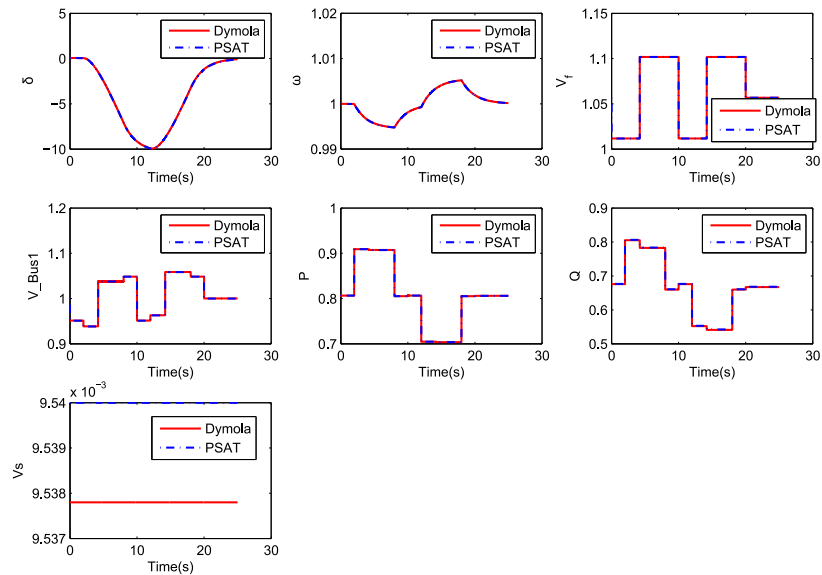 5
0
−5
−10
δ
0
10
20
30
Time(s)
Dymola
PSAT
1.02
1.01
1
0.99
ω
0
10
20
30
Time(s)
Dymola
PSAT
1.15
1.1
1.05
1
V_f
0
10
20
30
Time(s)
Dymola
PSAT
1.2
1.1
1.0
0.9
V_Bus1
0
10
20
30
Time(s)
Dymola
PSAT
1
0.9
0.8
0.7
P
0
10
20
30
Time(s)
Dymola
PSAT
0.9
0.8
0.7
0.6
0.5
Q
0
10
20
30
Time(s)
Dymola
PSAT
x 10⁻³
9.54
9.539
9.538
9.537
Vs
0
10
20
30
Time(s)
Dymola
PSAT